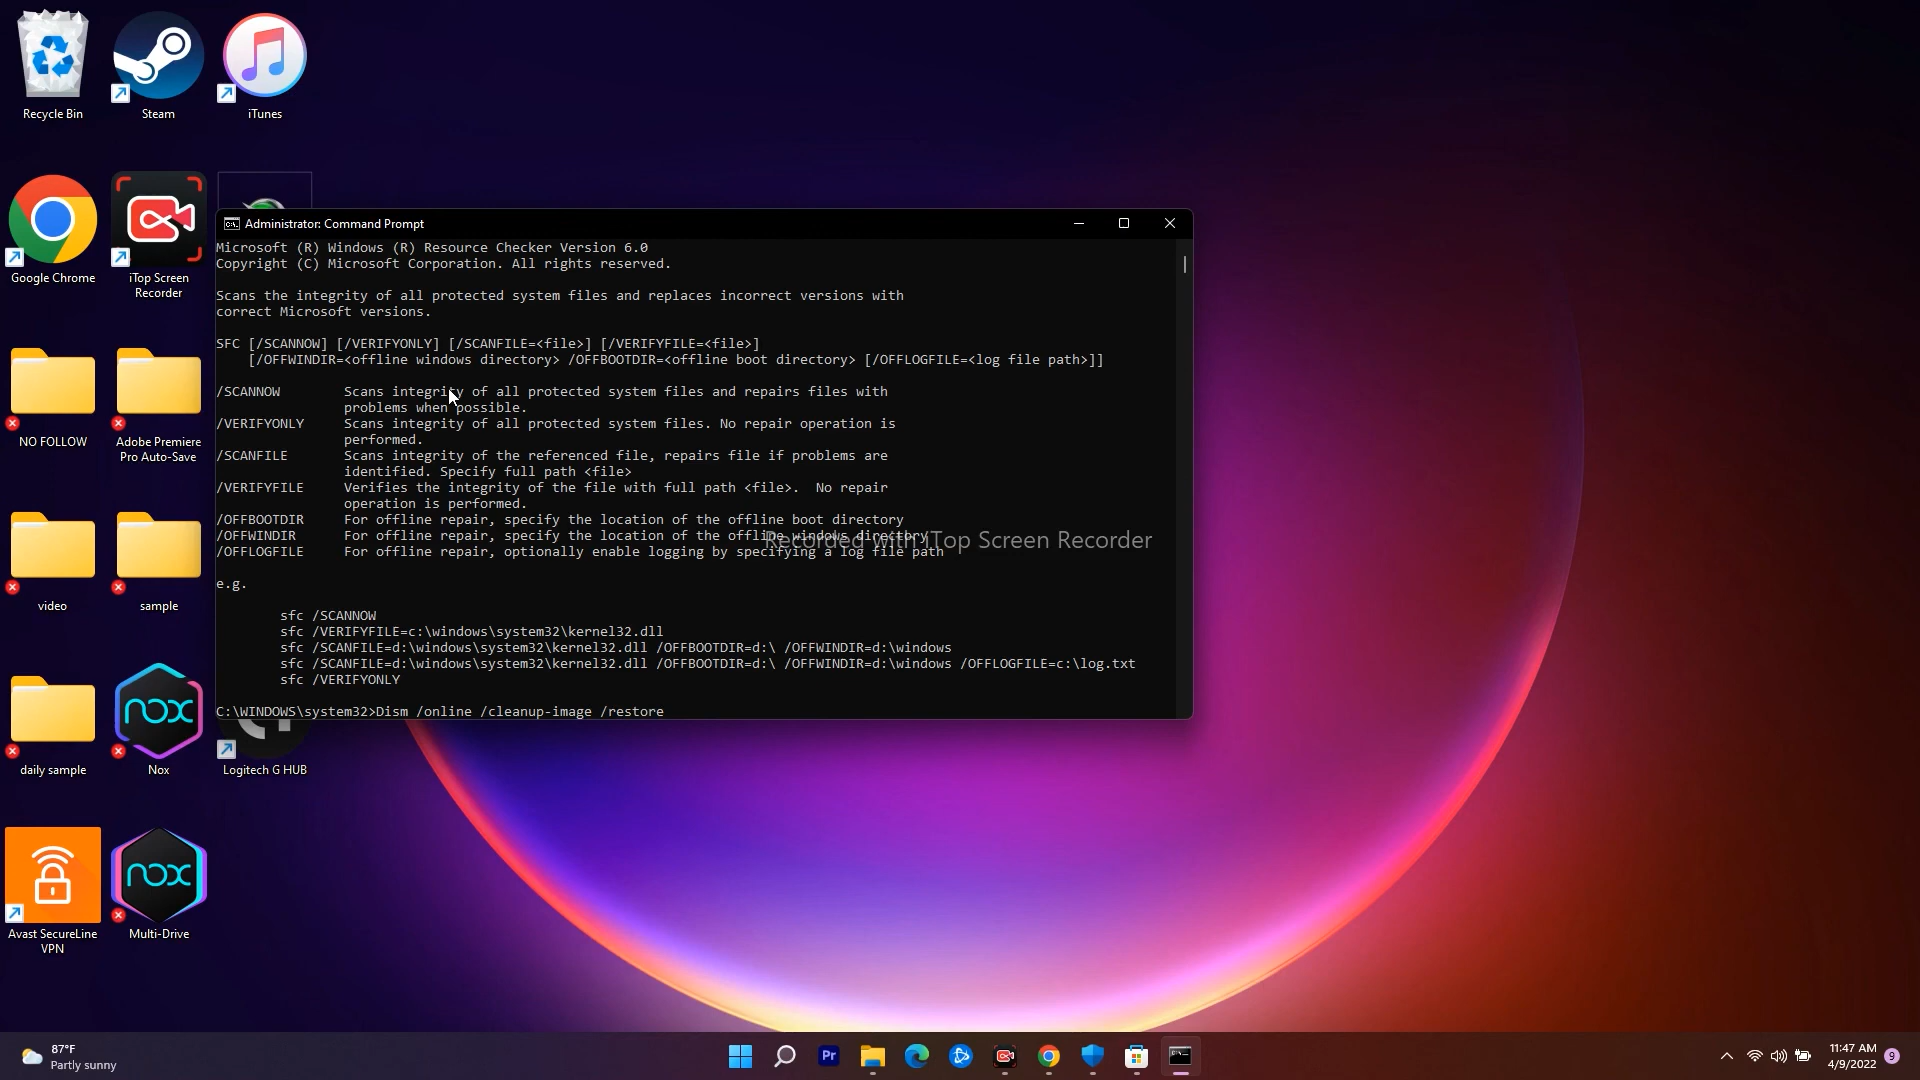 Recycle Bin
Steam
iTunes
Google Chrome
iTop Screen
Recorder
NO FOLLOW
Adobe Premiere
Pro Auto-Save
video
sample
daily sample
nox
Nox
Logitech G HUB
Avast SecureLine
VPN
nox
Multi-Drive
Administrator: Command Prompt
Microsoft (R) Windows (R) Resource Checker Version 6.0
Copyright (C) Microsoft Corporation. All rights reserved.
Scans the integrity of all protected system files and replaces incorrect versions with
correct Microsoft versions.
SFC [/SCANNOW] [/VERIFYONLY] [/SCANFILE=<file>] [/VERIFYFILE=<file>]
[/OFFWINDIR=<offline windows directory> /OFFBOOTDIR=<offline boot directory> [/OFFLOGFILE=<log file path>]]
/SCANNOW Scans integrity of all protected system files and repairs files with
problems when possible.
/VERIFYONLY Scans integrity of all protected system files. No repair operation is
performed.
/SCANFILE Scans integrity of the referenced file, repairs file if problems are
identified. Specify full path <file>
/VERIFYFILE Verifies the integrity of the file with full path <file>. No repair
operation is performed.
/OFFBOOTDIR For offline repair, specify the location of the offline boot directory
/OFFWINDIR For offline repair, specify the location of the offline windows directory
/OFFLOGFILE For offline repair, optionally enable logging by specifying a log file path
Recorded with iTop Screen Recorder
e.g.
sfc /SCANNOW
sfc /VERIFYFILE=c:\windows\system32\kernel32.dll
sfc /SCANFILE=d:\windows\system32\kernel32.dll /OFFBOOTDIR=d:\ /OFFWINDIR=d:\windows
sfc /SCANFILE=d:\windows\system32\kernel32.dll /OFFBOOTDIR=d:\ /OFFWINDIR=d:\windows /OFFLOGFILE=c:\log.txt
sfc /VERIFYONLY
C:\WINDOWS\system32>Dism /online /cleanup-image /restore
87°F
Partly sunny
Pr
11:47 AM
4/9/2022
9